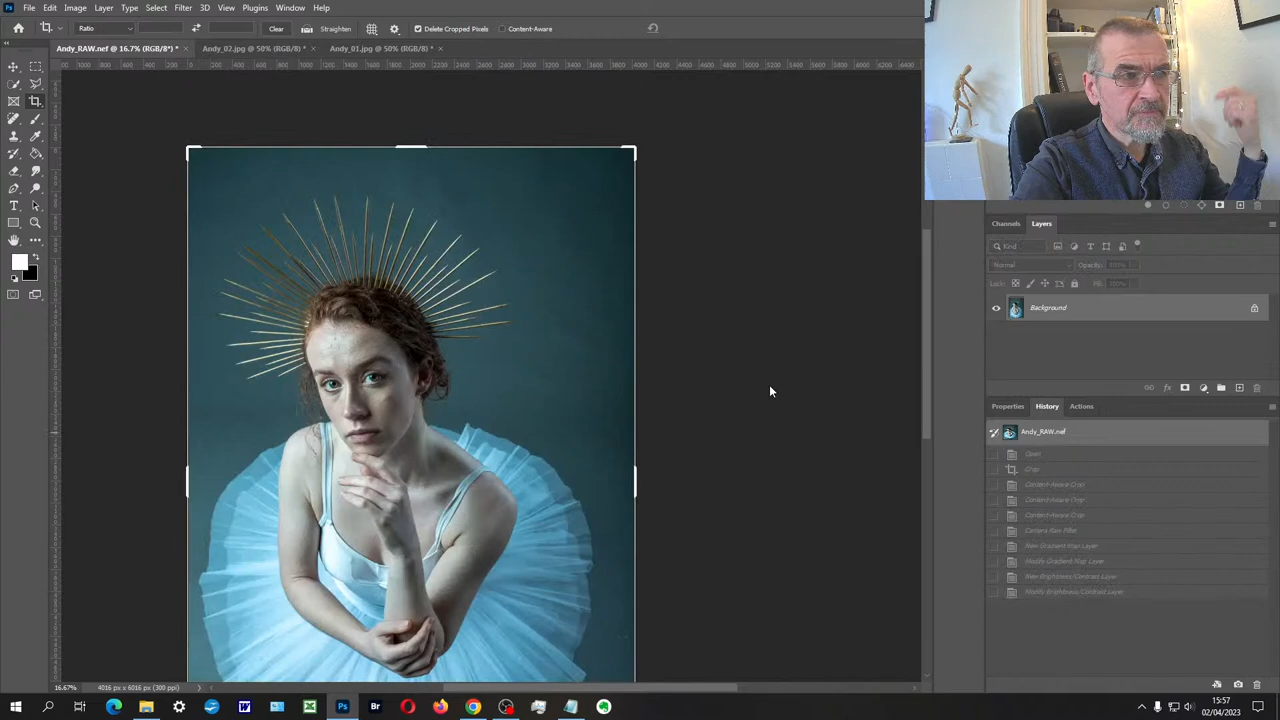 File Edit Image Layer Type Select Filter 3D View Plugins Window Help
Ratio Clear Straighten Delete Cropped Pixels Content-Aware
Andy_RAW.nef @ 16.7% (RGB/8*) * × Andy_02.jpg @ 50% (RGB/8) * × Andy_01.jpg @ 50% (RGB/8) * ×
Channels Layers
Kind
Normal Opacity: 100%
Lock: Fill: 100%
Background
Properties History Actions
Andy_RAW.nef
Open
Crop
Content-Aware Crop
Content-Aware Crop
Content-Aware Crop
Camera Raw Filter
New Gradient Map Layer
Modify Gradient Map Layer
New Brightness/Contrast Layer
Modify Brightness/Contrast Layer
16.67% 4016 px x 6016 px (300 ppi)
15:57
02/04/2023